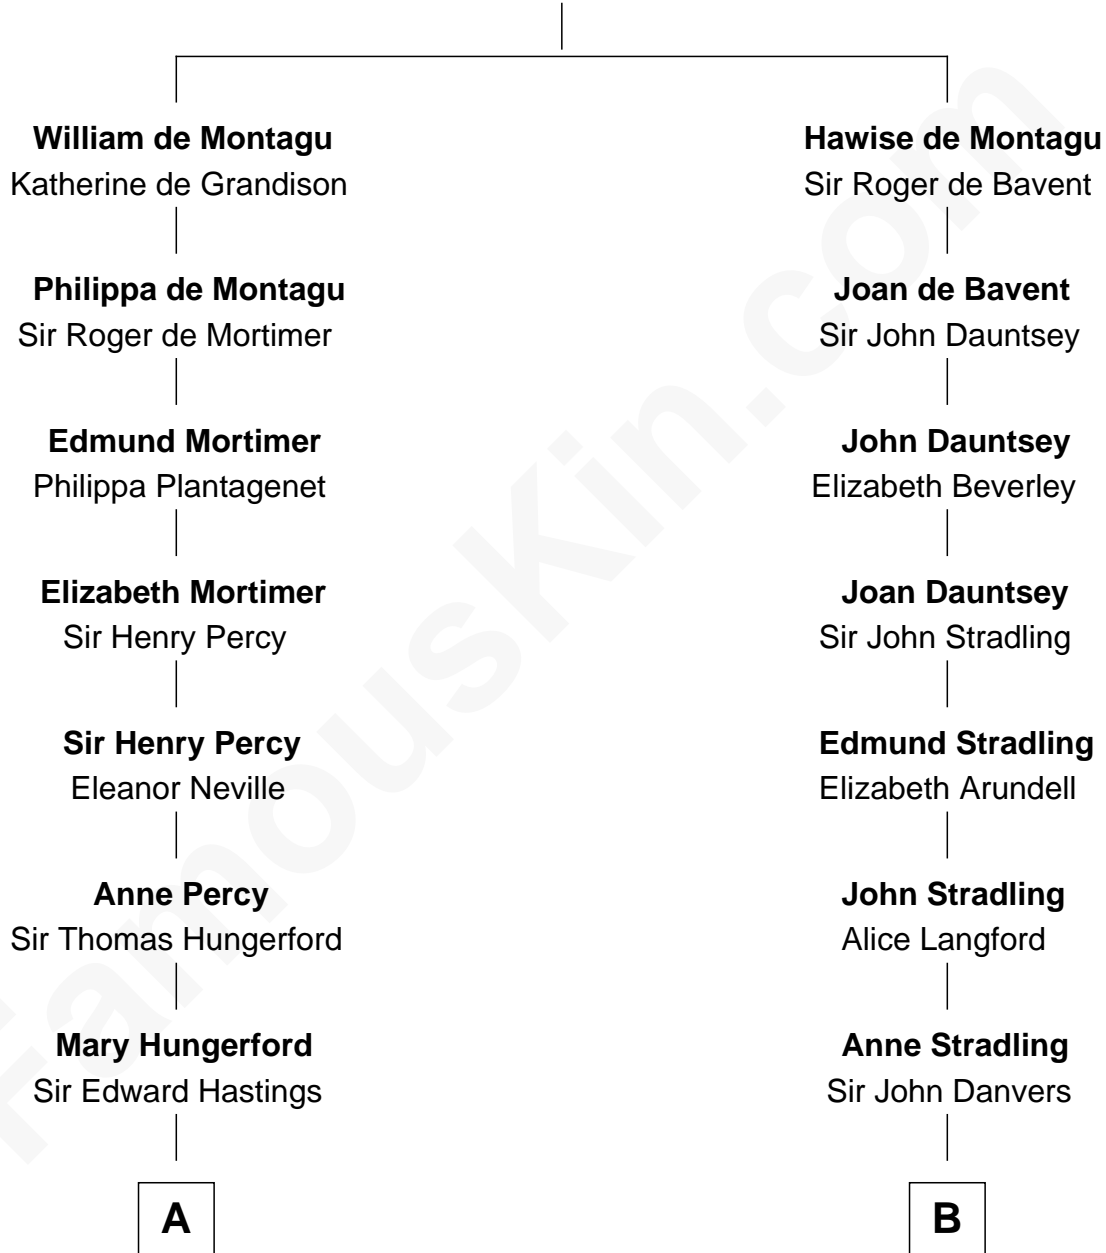 William de Montagu
Katherine de Grandison
Philippa de Montagu
Sir Roger de Mortimer
Edmund Mortimer
Philippa Plantagenet
Elizabeth Mortimer
Sir Henry Percy
Sir Henry Percy
Eleanor Neville
Anne Percy
Sir Thomas Hungerford
Mary Hungerford
Sir Edward Hastings
A
Hawise de Montagu
Sir Roger de Bavent
Joan de Bavent
Sir John Dauntsey
John Dauntsey
Elizabeth Beverley
Joan Dauntsey
Sir John Stradling
Edmund Stradling
Elizabeth Arundell
John Stradling
Alice Langford
Anne Stradling
Sir John Danvers
B
FamousKin.com